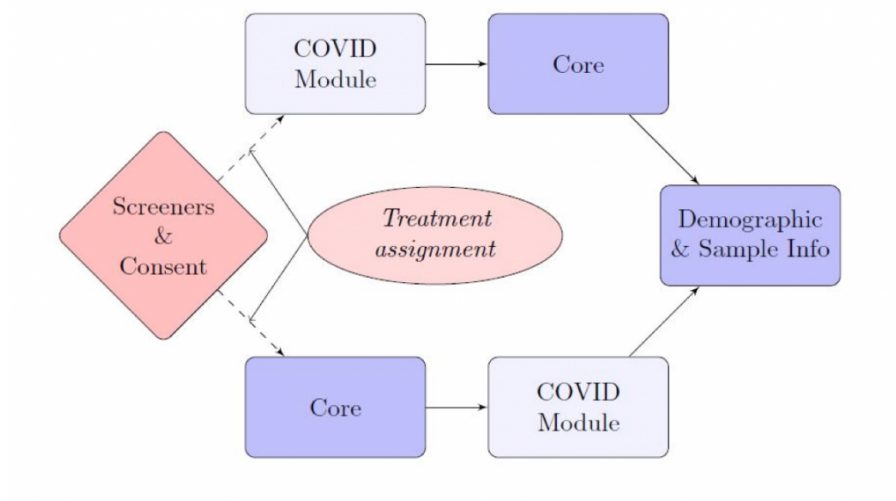 COVID
Module
Core
Screeners
&
Consent
Treatment
assignment
Demographic
& Sample Info
Core
COVID
Module